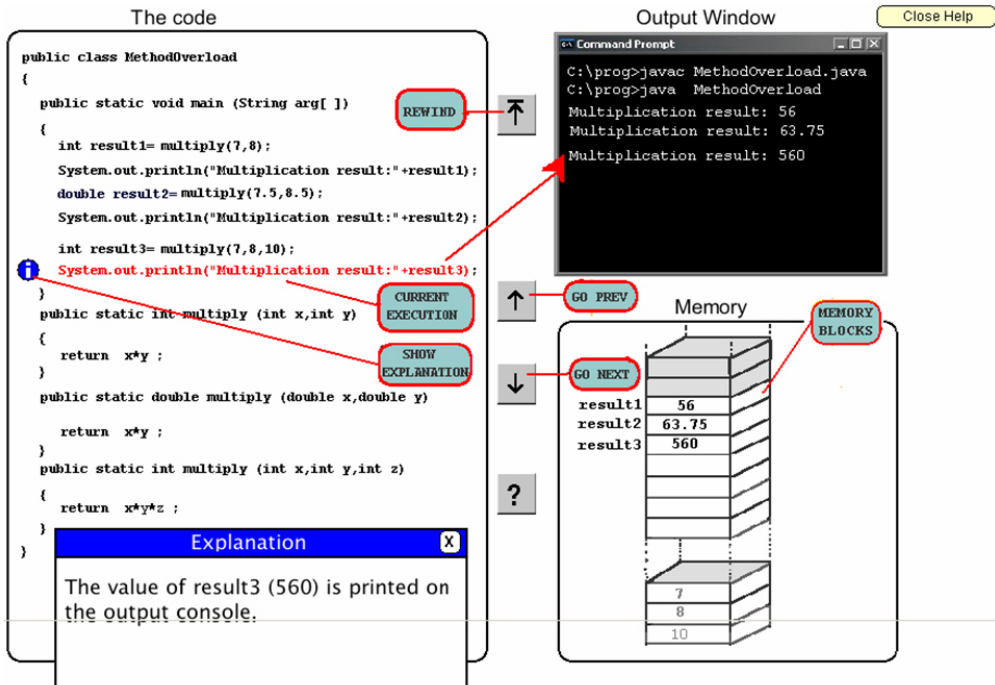 The code
Output Window
Close Help
public class MethodOverload
{
public static void main (String arg[ ])
{
int result1= multiply(7,8);
System.out.println("Multiplication result:"+result1);
double result2= multiply(7.5,8.5);
System.out.println("Multiplication result:"+result2);
int result3= multiply(7,8,10);
System.out.println("Multiplication result:"+result3);
}
public static int multiply (int x,int y)
{
return x*y ;
}
public static double multiply (double x,double y)
return x*y ;
}
public static int multiply (int x,int y,int z)
{
return x*y*z ;
}
}
i
REWIND
CURRENT
EXECUTION
SHOW
EXPLANATION
GO PREV
GO NEXT
?
Command Prompt
C:\prog>javac MethodOverload.java
C:\prog>java MethodOverload
Multiplication result: 56
Multiplication result: 63.75
Multiplication result: 560
Memory
MEMORY
BLOCKS
result1 56
result2 63.75
result3 560
7
8
10
Explanation
X
The value of result3 (560) is printed on
the output console.